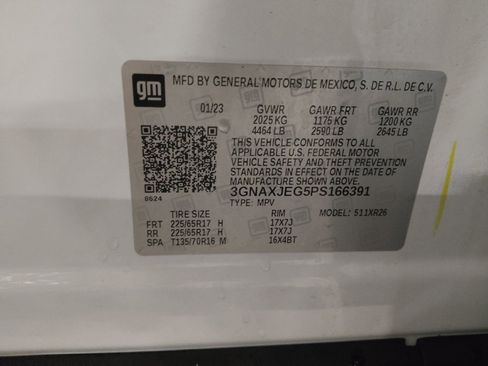 gm
MFD BY GENERAL MOTORS DE MEXICO, S. DE R.L. DE C.V.
01/23 GVWR GAWR FRT GAWR RR
2025 KG 1175 KG 1200 KG
4464 LB 2590 LB 2645 LB
THIS VEHICLE CONFORMS TO ALL
APPLICABLE U.S. FEDERAL MOTOR
VEHICLE SAFETY AND THEFT PREVENTION
STANDARDS IN EFFECT ON THE DATE
OF MANUFACTURE SHOWN ABOVE.
3GNAXJEG5PS166391
8624 TYPE: MPV
TIRE SIZE RIM MODEL: 511XR26
FRT 225/65R17 H 17X7J
RR 225/65R17 H 17X7J
SPA T135/70R16 M 16X4BT